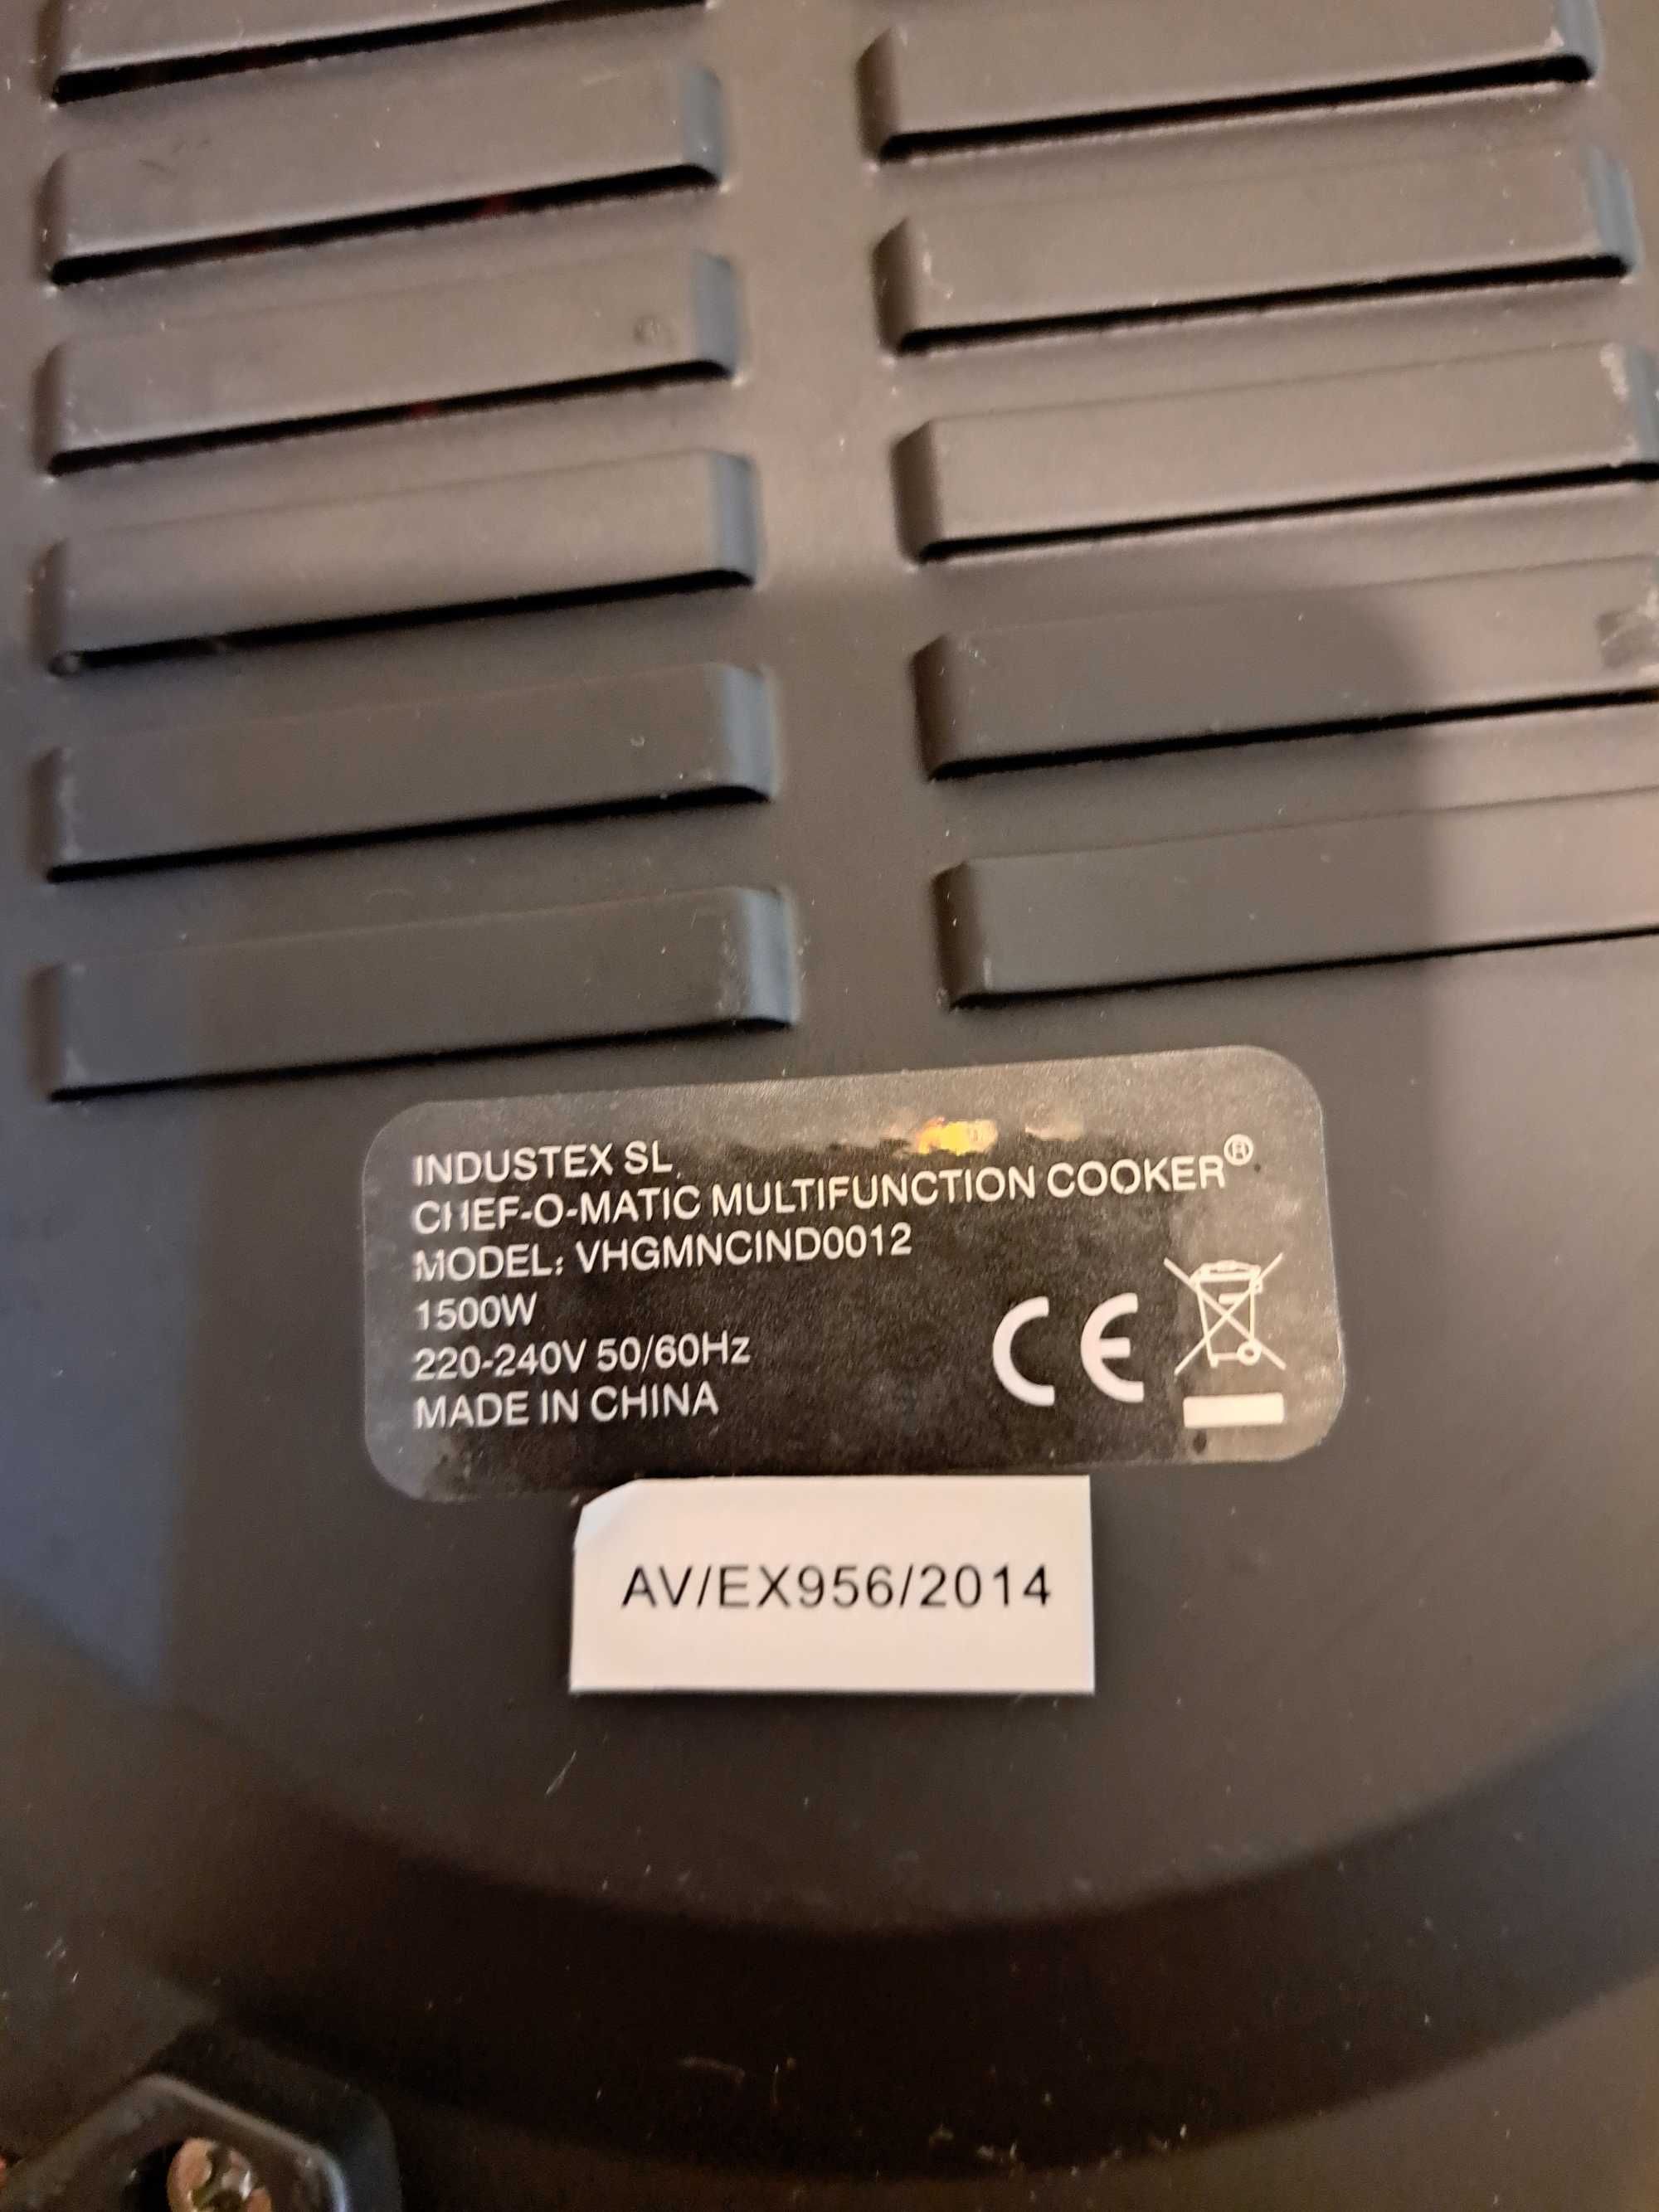 INDUSTEX SL
CHEF-O-MATIC MULTIFUNCTION COOKER®
MODEL: VHGMNCIND0012
1500W
220-240V 50/60Hz
MADE IN CHINA
CE
AV/EX956/2014